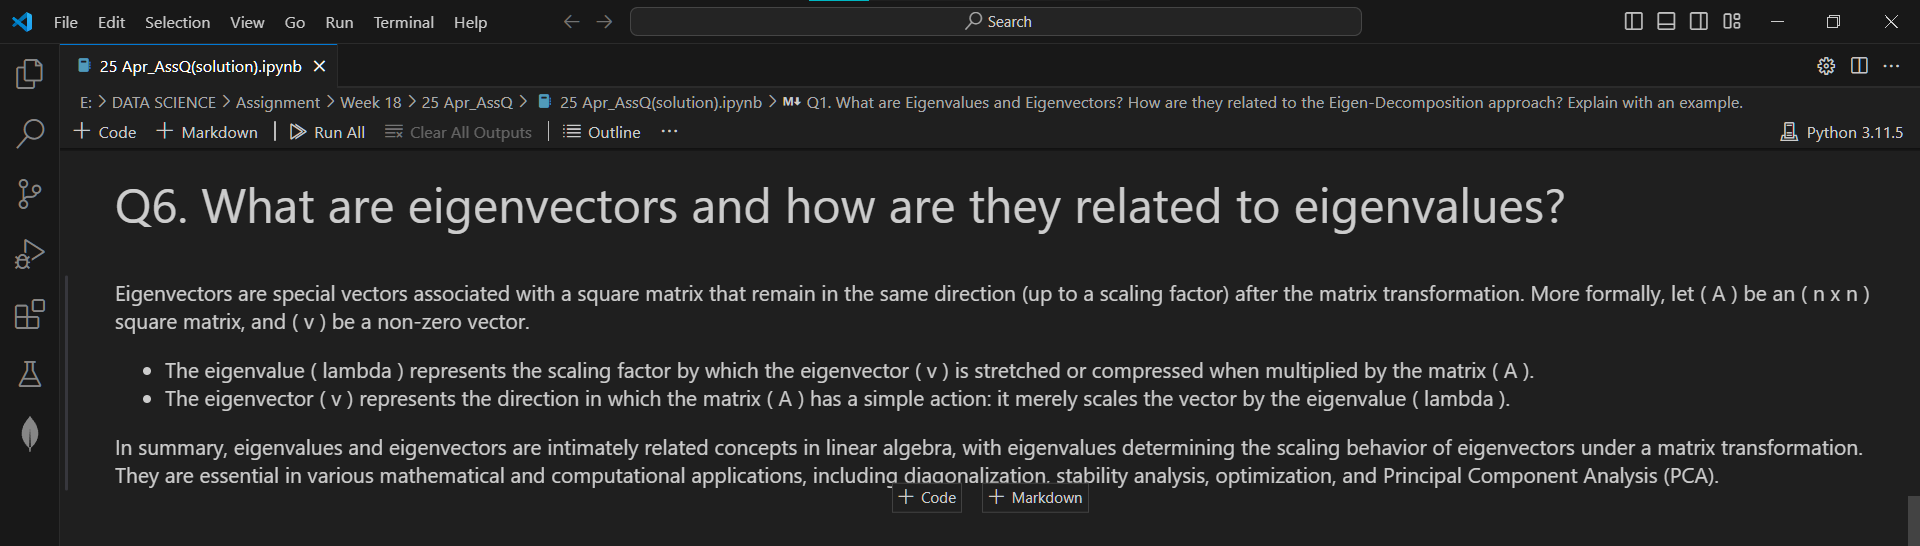 File Edit Selection View Go Run Terminal Help
Search
25 Apr_AssQ(solution).ipynb
E: > DATA SCIENCE > Assignment > Week 18 > 25 Apr_AssQ > 25 Apr_AssQ(solution).ipynb > M↓ Q1. What are Eigenvalues and Eigenvectors? How are they related to the Eigen-Decomposition approach? Explain with an example.
+ Code + Markdown | Run All Clear All Outputs | Outline ··· Python 3.11.5
Q6. What are eigenvectors and how are they related to eigenvalues?
Eigenvectors are special vectors associated with a square matrix that remain in the same direction (up to a scaling factor) after the matrix transformation. More formally, let ( A ) be an ( n x n )
square matrix, and ( v ) be a non-zero vector.
• The eigenvalue ( lambda ) represents the scaling factor by which the eigenvector ( v ) is stretched or compressed when multiplied by the matrix ( A ).
• The eigenvector ( v ) represents the direction in which the matrix ( A ) has a simple action: it merely scales the vector by the eigenvalue ( lambda ).
In summary, eigenvalues and eigenvectors are intimately related concepts in linear algebra, with eigenvalues determining the scaling behavior of eigenvectors under a matrix transformation.
They are essential in various mathematical and computational applications, including diagonalization, stability analysis, optimization, and Principal Component Analysis (PCA).
+ Code + Markdown